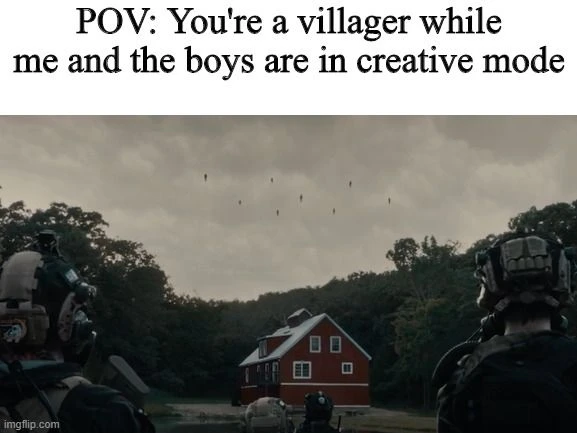 POV: You're a villager while
me and the boys are in creative mode
imgflip.com